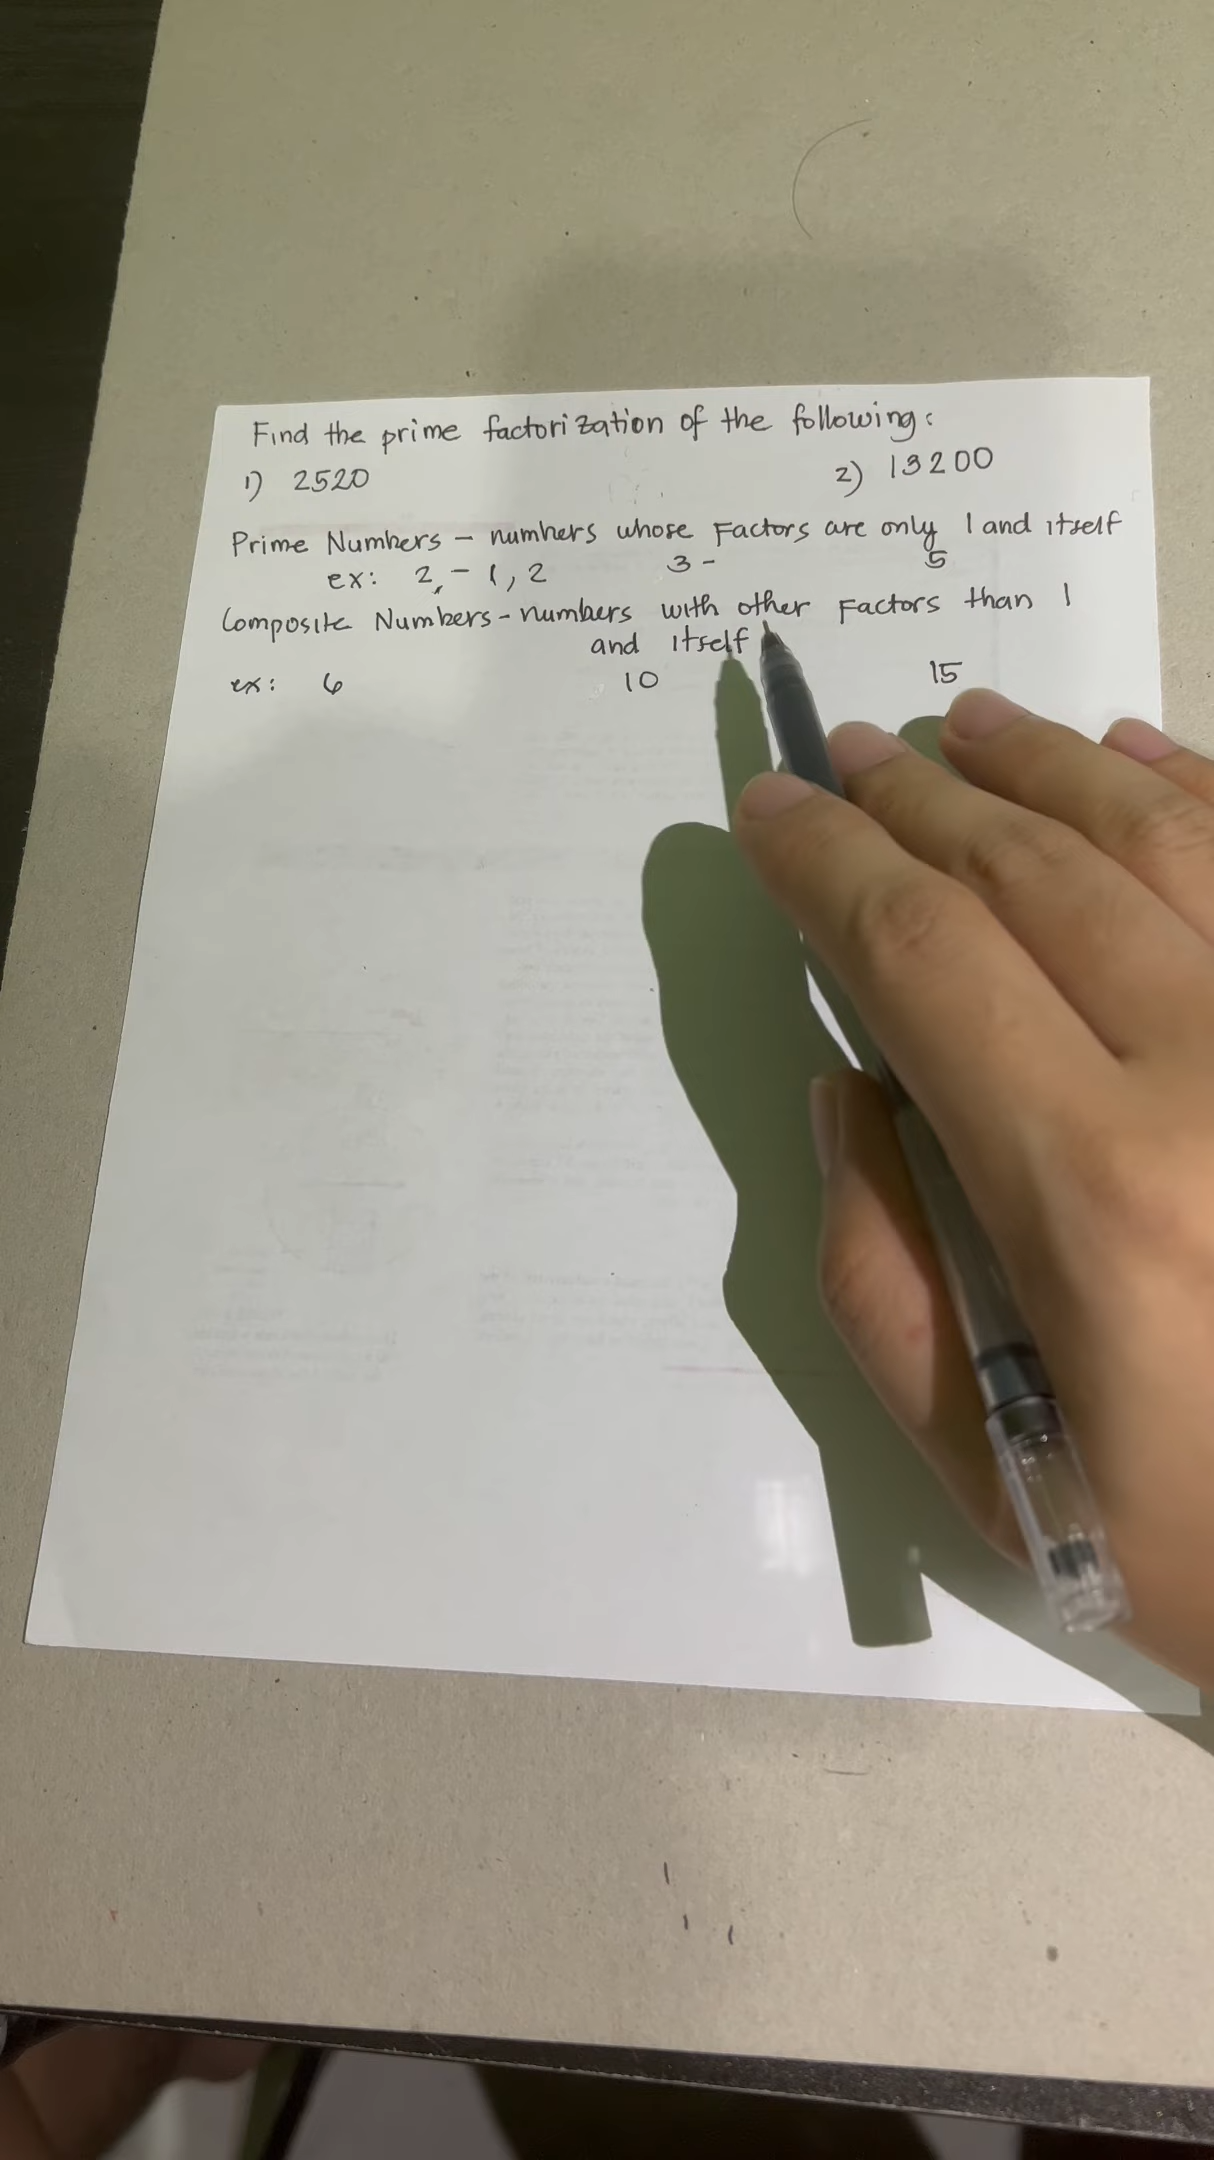 Find the prime factorization of the following:
1) 2520 2) 13200
Prime Numbers - numbers whose Factors are only 1 and itself
ex: 2, - 1, 2 3 - 5
Composite Numbers - numbers with other Factors than 1
and itself
ex: 6 10 15